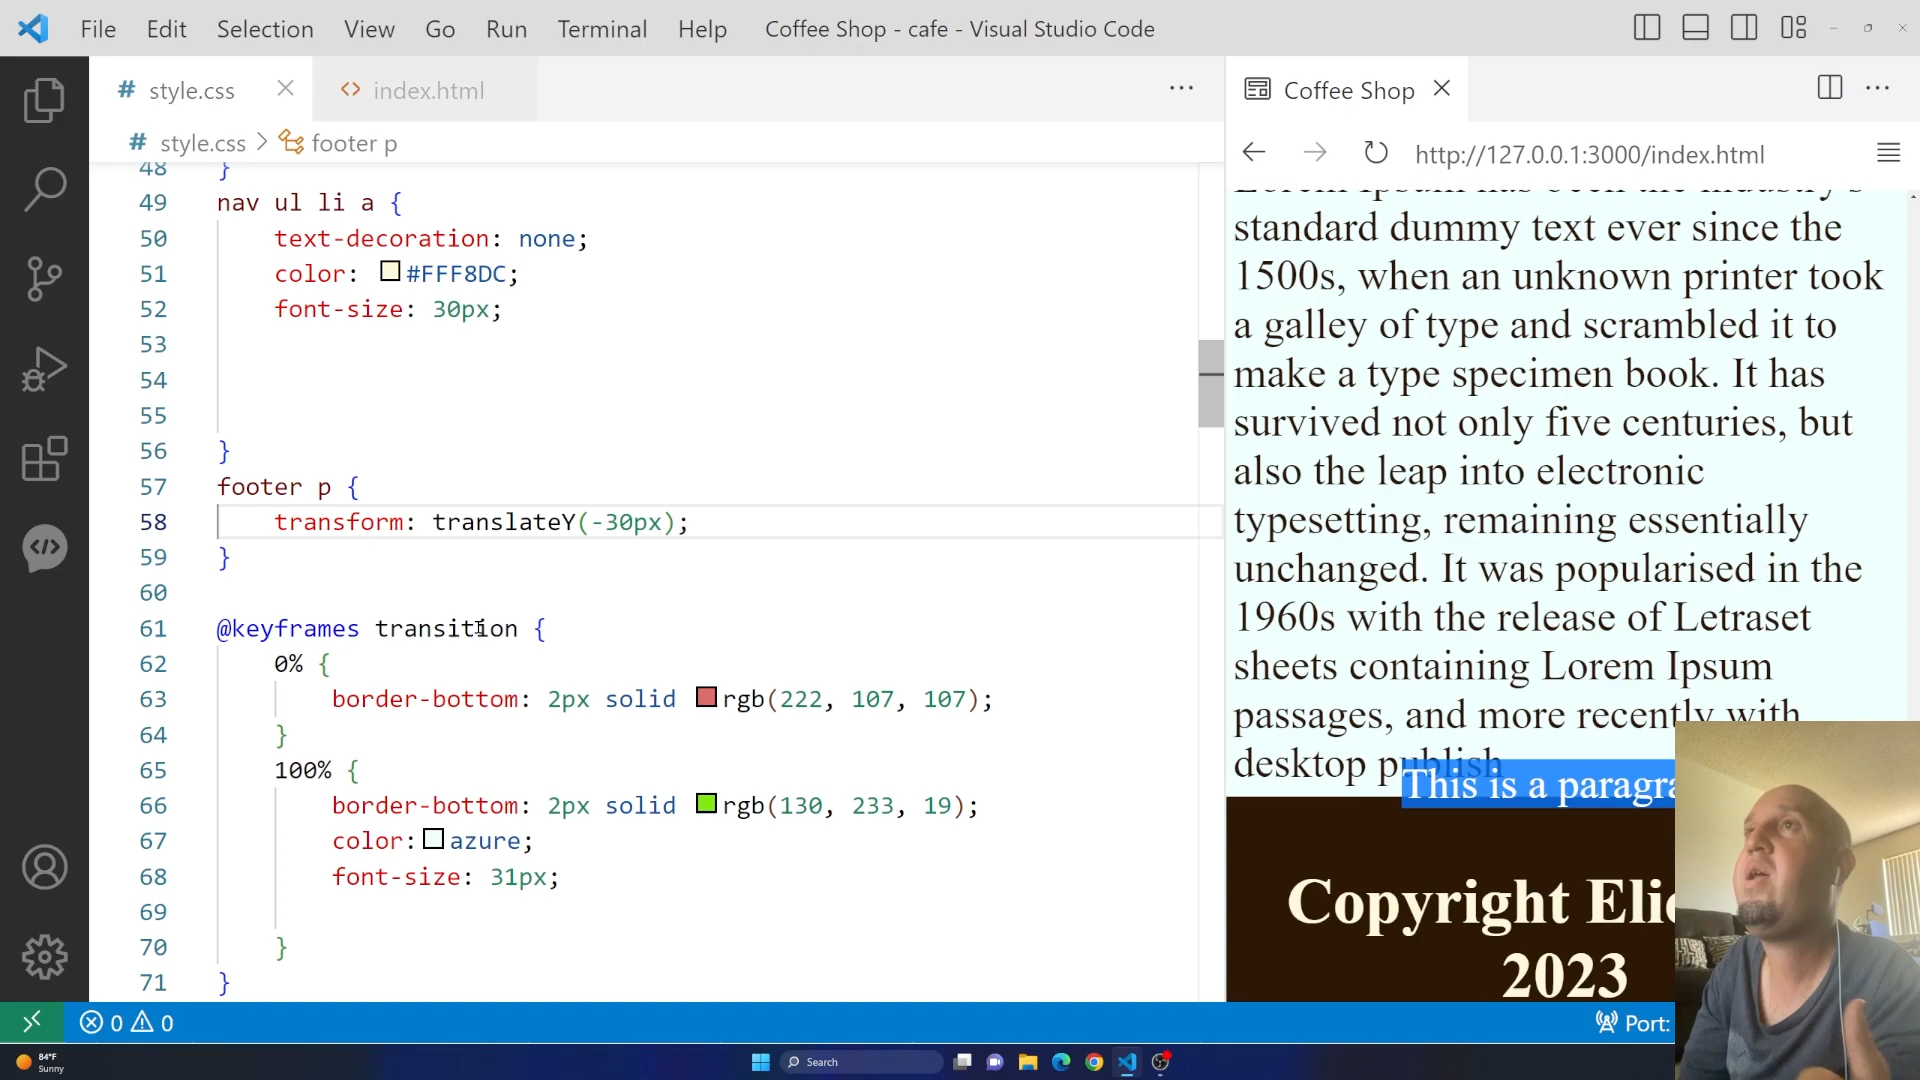 File Edit Selection View Go Run Terminal Help Coffee Shop - cafe - Visual Studio Code
# style.css
<> index.html
Coffee Shop
# style.css > footer p
http://127.0.0.1:3000/index.html
48 }
49 nav ul li a {
50 text-decoration: none;
51 color: #FFF8DC;
52 font-size: 30px;
53
54
55
56 }
57 footer p {
58 transform: translateY(-30px);
59 }
60
61 @keyframes transition {
62 0% {
63 border-bottom: 2px solid rgb(222, 107, 107);
64 }
65 100% {
66 border-bottom: 2px solid rgb(130, 233, 19);
67 color: azure;
68 font-size: 31px;
69
70 }
71 }
Lorem Ipsum has been the industry's
standard dummy text ever since the
1500s, when an unknown printer took
a galley of type and scrambled it to
make a type specimen book. It has
survived not only five centuries, but
also the leap into electronic
typesetting, remaining essentially
unchanged. It was popularised in the
1960s with the release of Letraset
sheets containing Lorem Ipsum
passages, and more recently with
desktop publish
This is a paragra
Copyright Elic
2023
0 0
Port:
84°F
Sunny
Search